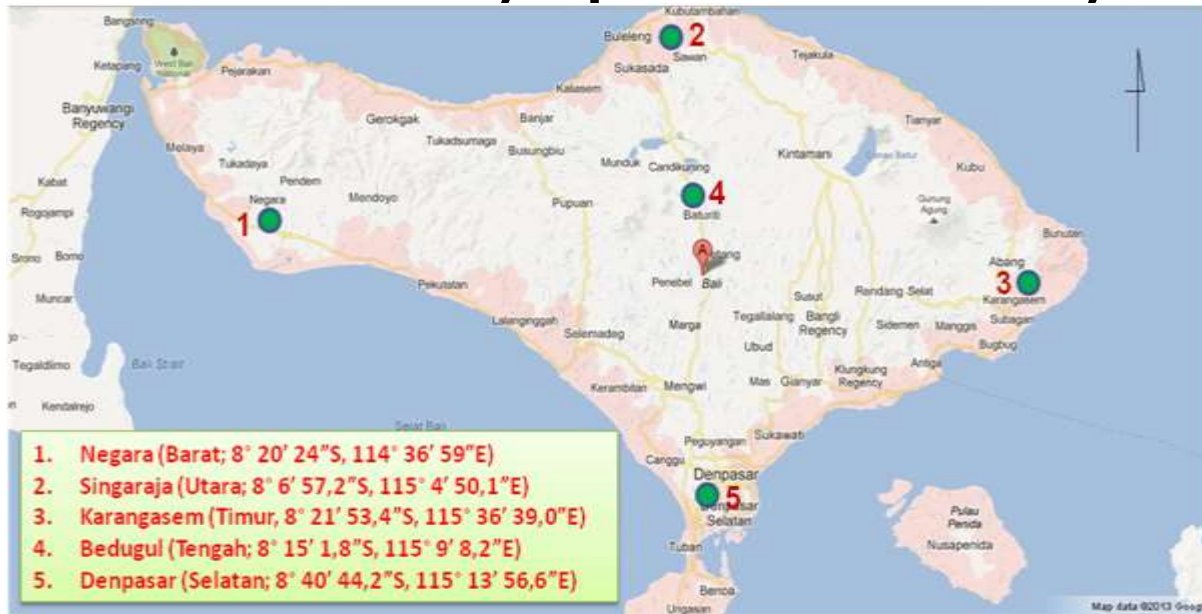 Bangsong
Kubutambahan
2
Buleleng
Sawan
Ketapang
West Bali
National
Pejarakan
Sukasada
Tejakula
Kalasem
Banyuwangi
Regency
Gerokgak
Banjar
Tianyar
Melaya
Tukadsumaga
Busungbiu
Munduk
Candikuning
Kintamani
Danau Batur
Tukadaya
Kubu
Kabat
Pendem
Negara
Mendoyo
4
Pupuan
Baturiti
Gunung
Agung
Rogojampi
1
Bunutan
A
Srono
Bomo
Penebel
Bali
Abang
3
Pekutatan
Rendang
Selat
Karangasem
Muncar
Susut
Lalanginggah
Marga
Tegallalang
Bangli
Regency
Sidemen
Manggis
Subagan
Selemadeg
Ubud
Bugbug
Tegaldlimo
Bali Strait
Antiga
Kerambitan
Mengwi
Mas
Gianyar
Klungkung
Regency
Kendalrejo
Selat Bali
Peguyangan
Sukawati
Canggu
Denpasar
5
Denpasar
Selatan
Tuban
Pulau
Penida
Nusapenida
Benoa
Ungasan
1. Negara (Barat; 8° 20’ 24”S, 114° 36’ 59”E)
2. Singaraja (Utara; 8° 6’ 57,2”S, 115° 4’ 50,1”E)
3. Karangasem (Timur, 8° 21’ 53,4”S, 115° 36’ 39,0”E)
4. Bedugul (Tengah; 8° 15’ 1,8”S, 115° 9’ 8,2”E)
5. Denpasar (Selatan; 8° 40’ 44,2”S, 115° 13’ 56,6”E)
Map data ©2013